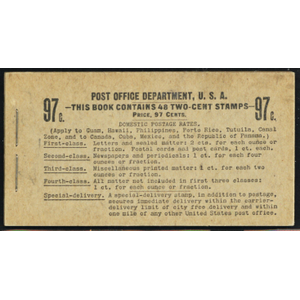 POST OFFICE DEPARTMENT, U. S. A.
97 c. —THIS BOOK CONTAINS 48 TWO-CENT STAMPS— 97 c.
PRICE, 97 CENTS.
DOMESTIC POSTAGE RATES,
(Apply to Guam, Hawaii, Philippines, Porto Rico, Tutuila, Canal
Zone, and to Canada, Cuba, Mexico, and the Republic of Panama.)
First-class. Letters and sealed matter: 2 cts. for each ounce or
fraction. Postal cards and post cards, 1 ct. each.
Second-class. Newspapers and periodicals: 1 ct. for each four
ounces or fraction.
Third-class. Miscellaneous printed matter: 1 ct. for each two
ounces or fraction.
Fourth-class. All matter not included in first three classes:
1 ct. for each ounce or fraction.
Special-delivery. A special-delivery stamp, in addition to postage,
secures immediate delivery within the carrier-
delivery limit of city free delivery and within
one mile of any other United States post office.